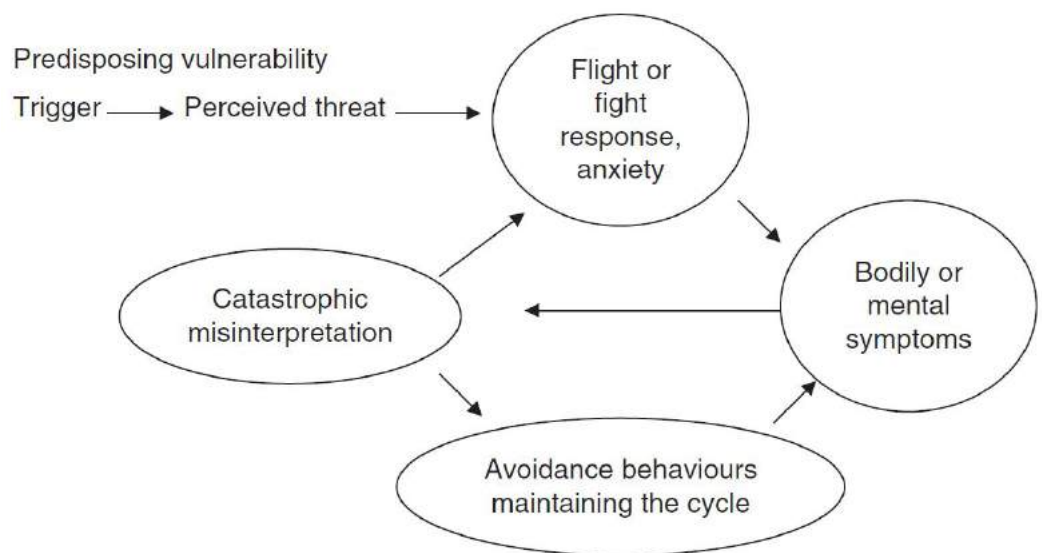 Predisposing vulnerability
Trigger
Perceived threat
Flight or
fight
response,
anxiety
Bodily or
mental
symptoms
Catastrophic
misinterpretation
Avoidance behaviours
maintaining the cycle